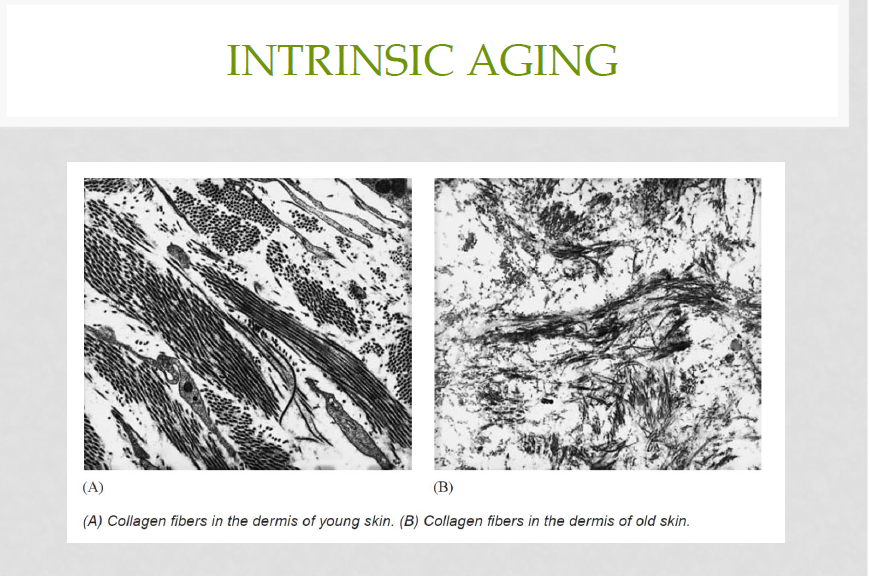 INTRINSIC AGING
(A)
(B)
(A) Collagen fibers in the dermis of young skin. (B) Collagen fibers in the dermis of old skin.